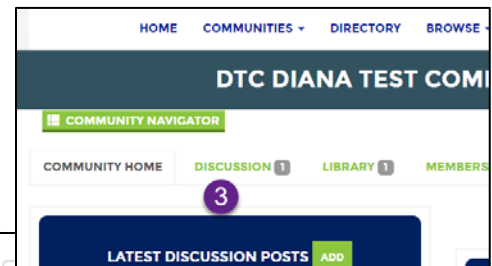 HOME COMMUNITIES DIRECTORY BROWSE
DTC DIANA TEST
COMMUNITY NAVIGATOR
COMMUNITY HOME DISCUSSION 1 LIBRARY 1 MEMBERS
3
LATEST DISCUSSION POSTS ADD